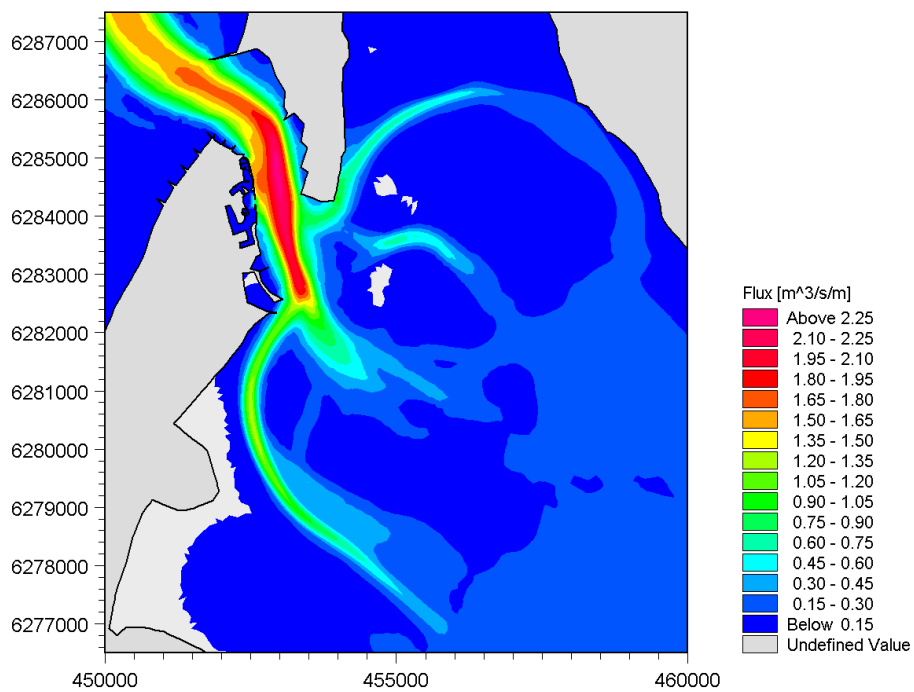 6287000
6286000
6285000
6284000
6283000
6282000
6281000
6280000
6279000
6278000
6277000
450000
455000
460000
Flux [m^3/s/m]
Above 2.25
2.10 - 2.25
1.95 - 2.10
1.80 - 1.95
1.65 - 1.80
1.50 - 1.65
1.35 - 1.50
1.20 - 1.35
1.05 - 1.20
0.90 - 1.05
0.75 - 0.90
0.60 - 0.75
0.45 - 0.60
0.30 - 0.45
0.15 - 0.30
Below 0.15
Undefined Value